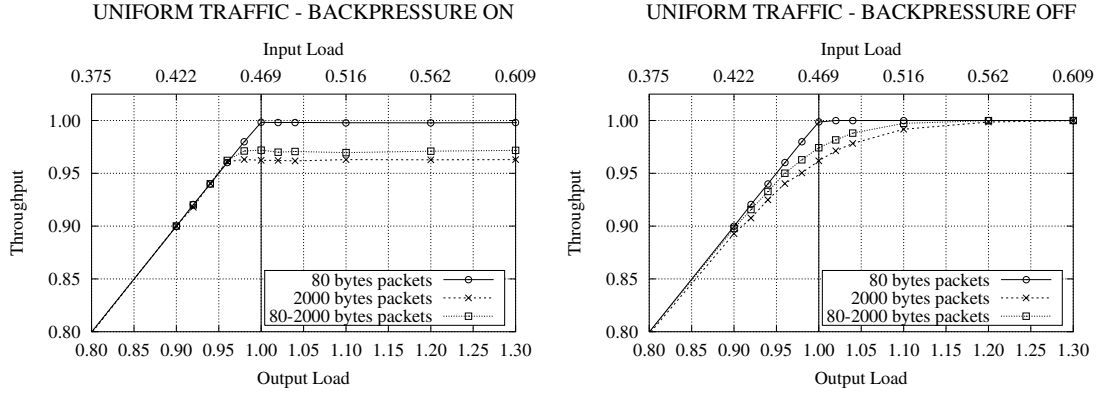 UNIFORM TRAFFIC - BACKPRESSURE ON
Input Load
0.375 0.422 0.469 0.516 0.562 0.609
1.00
0.95
0.90
0.85
0.80
Throughput
80 bytes packets
2000 bytes packets
80-2000 bytes packets
0.80 0.85 0.90 0.95 1.00 1.05 1.10 1.15 1.20 1.25 1.30
Output Load
UNIFORM TRAFFIC - BACKPRESSURE OFF
Input Load
0.375 0.422 0.469 0.516 0.562 0.609
1.00
0.95
0.90
0.85
0.80
Throughput
80 bytes packets
2000 bytes packets
80-2000 bytes packets
0.80 0.85 0.90 0.95 1.00 1.05 1.10 1.15 1.20 1.25 1.30
Output Load